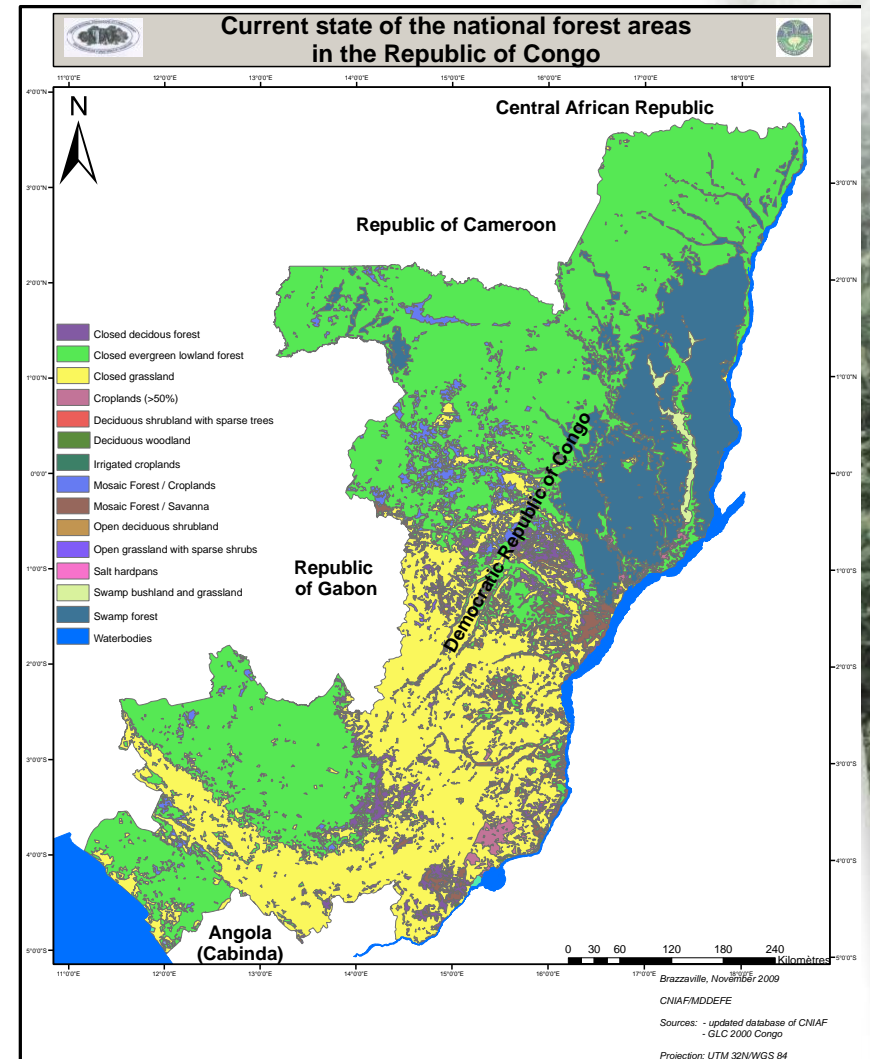 Current state of the national forest areas
in the Republic of Congo
11°0'0"E 12°0'0"E 13°0'0"E 14°0'0"E 15°0'0"E 16°0'0"E 17°0'0"E 18°0'0"E
4°0'0"N
N
Central African Republic
3°0'0"N 3°0'0"N
Republic of Cameroon
2°0'0"N 2°0'0"N
Closed decidous forest
Closed evergreen lowland forest
Closed grassland
Croplands (>50%)
Deciduous shrubland with sparse trees
Deciduous woodland
Irrigated croplands
Mosaic Forest / Croplands
Mosaic Forest / Savanna
Open deciduous shrubland
Open grassland with sparse shrubs
Salt hardpans
Swamp bushland and grassland
Swamp forest
Waterbodies
1°0'0"N 1°0'0"N
0°0'0" 0°0'0"
Democratic Republic of Congo
1°0'0"S 1°0'0"S
Republic
of Gabon
2°0'0"S 2°0'0"S
3°0'0"S 3°0'0"S
4°0'0"S 4°0'0"S
Angola
(Cabinda)
5°0'0"S 5°0'0"S
0 30 60 120 180 240
Kilomètres
11°0'0"E 12°0'0"E 13°0'0"E 14°0'0"E 15°0'0"E 16°0'0"E 17°0'0"E 18°0'0"E
Brazzaville, November 2009
CNIAF/MDDEFE
Sources: - updated database of CNIAF
- GLC 2000 Congo
Projection: UTM 32N/WGS 84